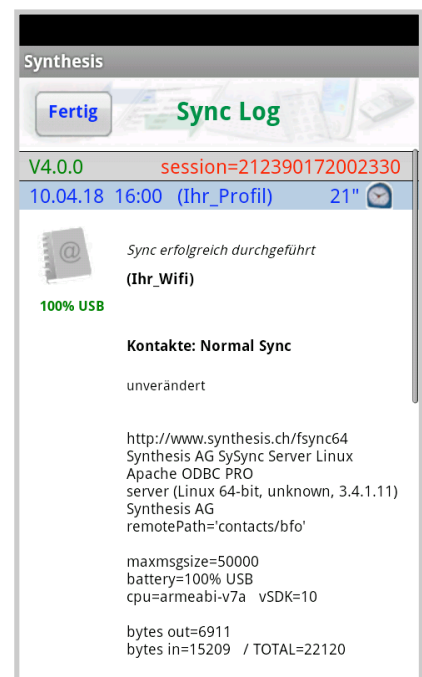 Synthesis
Fertig
Sync Log
V4.0.0 session=212390172002330
10.04.18 16:00 (Ihr_Profil) 21"
@
Sync erfolgreich durchgeführt
(Ihr_Wifi)
100% USB
Kontakte: Normal Sync
unverändert
http://www.synthesis.ch/fsync64
Synthesis AG SySync Server Linux
Apache ODBC PRO
server (Linux 64-bit, unknown, 3.4.1.11)
Synthesis AG
remotePath='contacts/bfo'
maxmsgsize=50000
battery=100% USB
cpu=armeabi-v7a vSDK=10
bytes out=6911
bytes in=15209 / TOTAL=22120